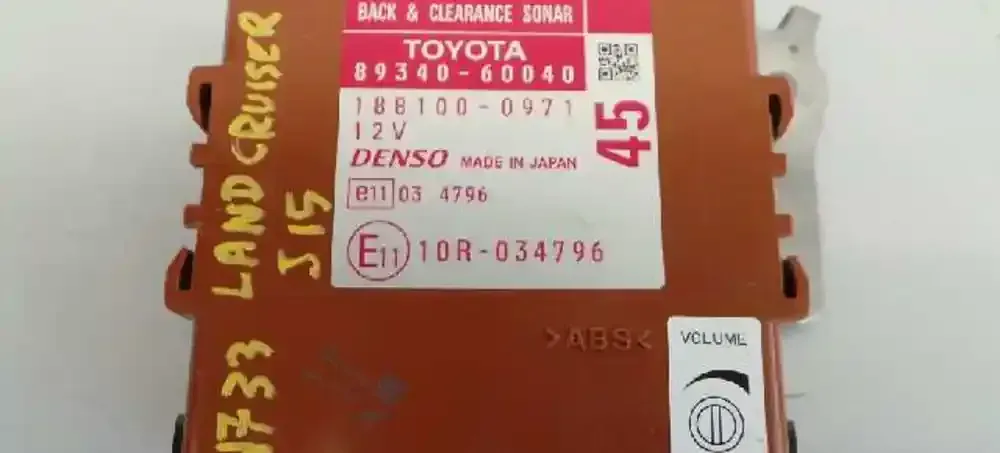 BACK & CLEARANCE SONAR
TOYOTA
89340-60040
188100-0971
12V
DENSO MADE IN JAPAN
45
e11 03 4796
E11 10R-034796
>ABS<
VOLUME
LAND CRUISER
J15